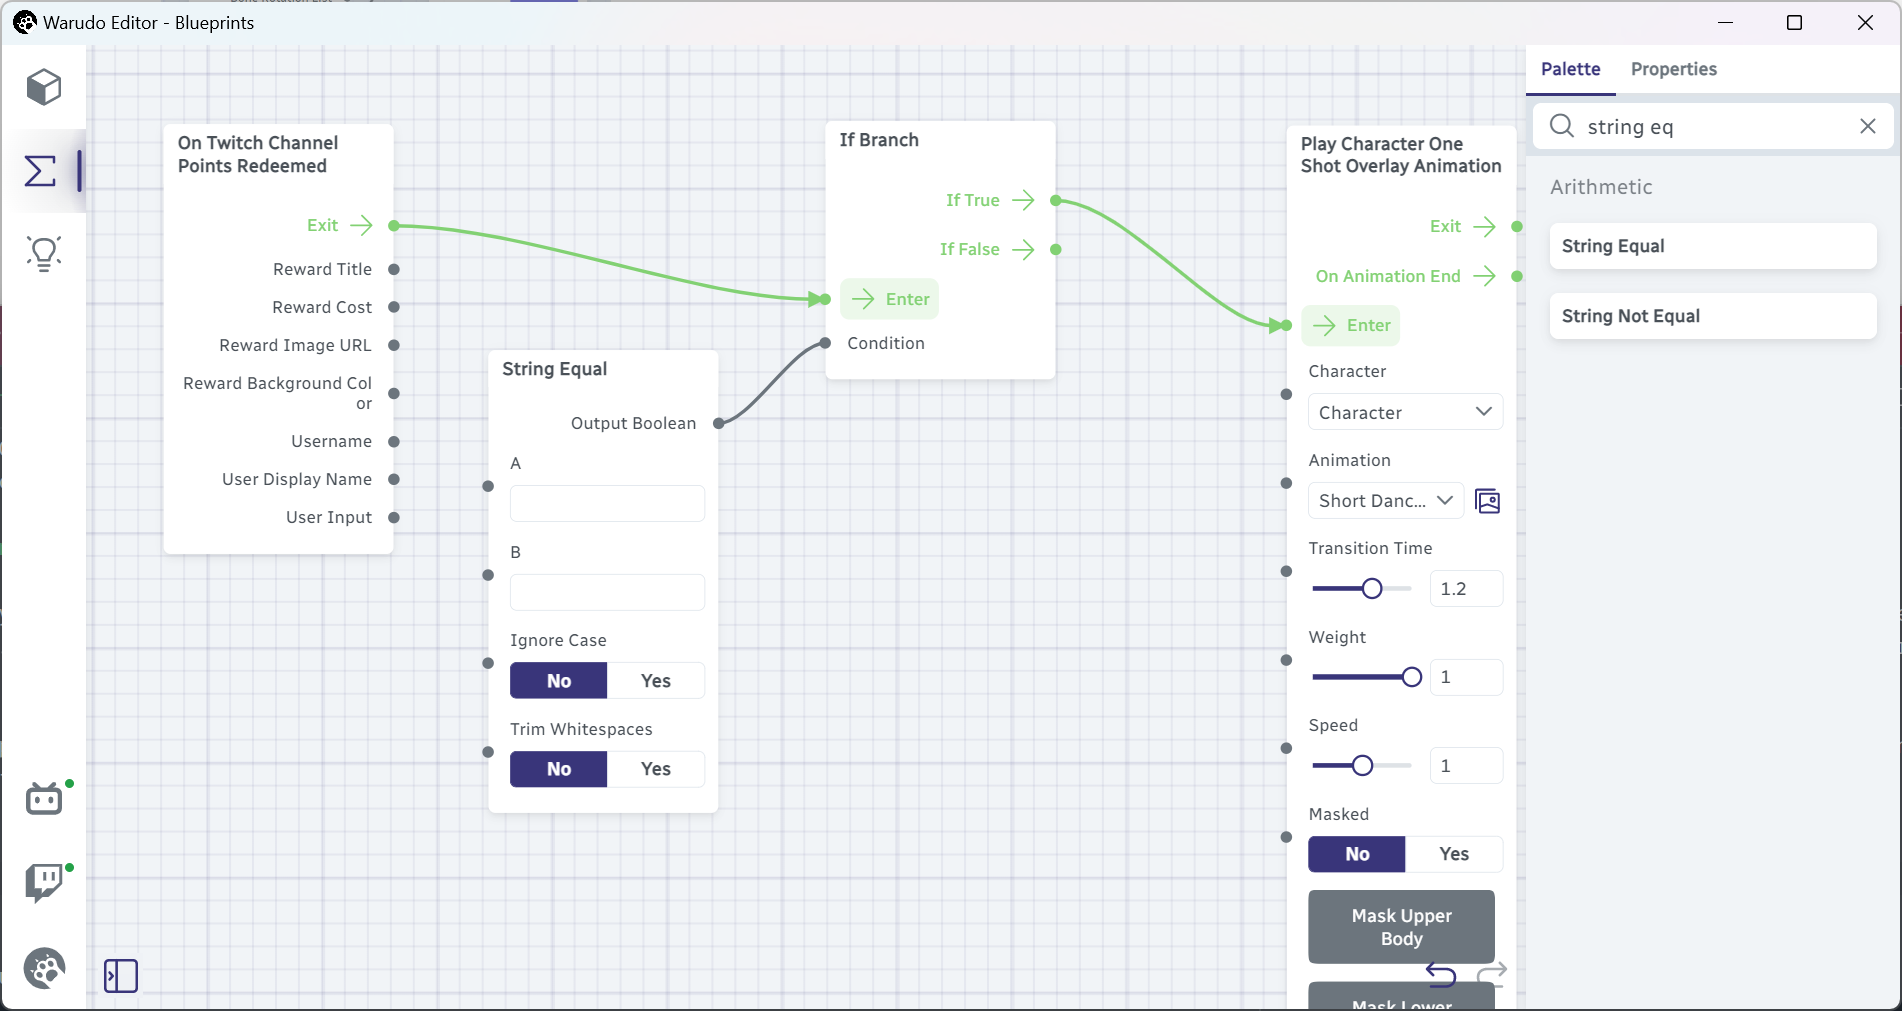 Warudo Editor - Blueprints
On Twitch Channel
Points Redeemed
Exit
Reward Title
Reward Cost
Reward Image URL
Reward Background Col
or
Username
User Display Name
User Input
String Equal
Output Boolean
A
B
Ignore Case
No
Yes
Trim Whitespaces
No
Yes
If Branch
If True
If False
Enter
Condition
Play Character One
Shot Overlay Animation
Exit
On Animation End
Enter
Character
Character
Animation
Short Danc...
Transition Time
1.2
Weight
1
Speed
1
Masked
No
Yes
Mask Upper
Body
Mask Lower
Palette
Properties
string eq
Arithmetic
String Equal
String Not Equal